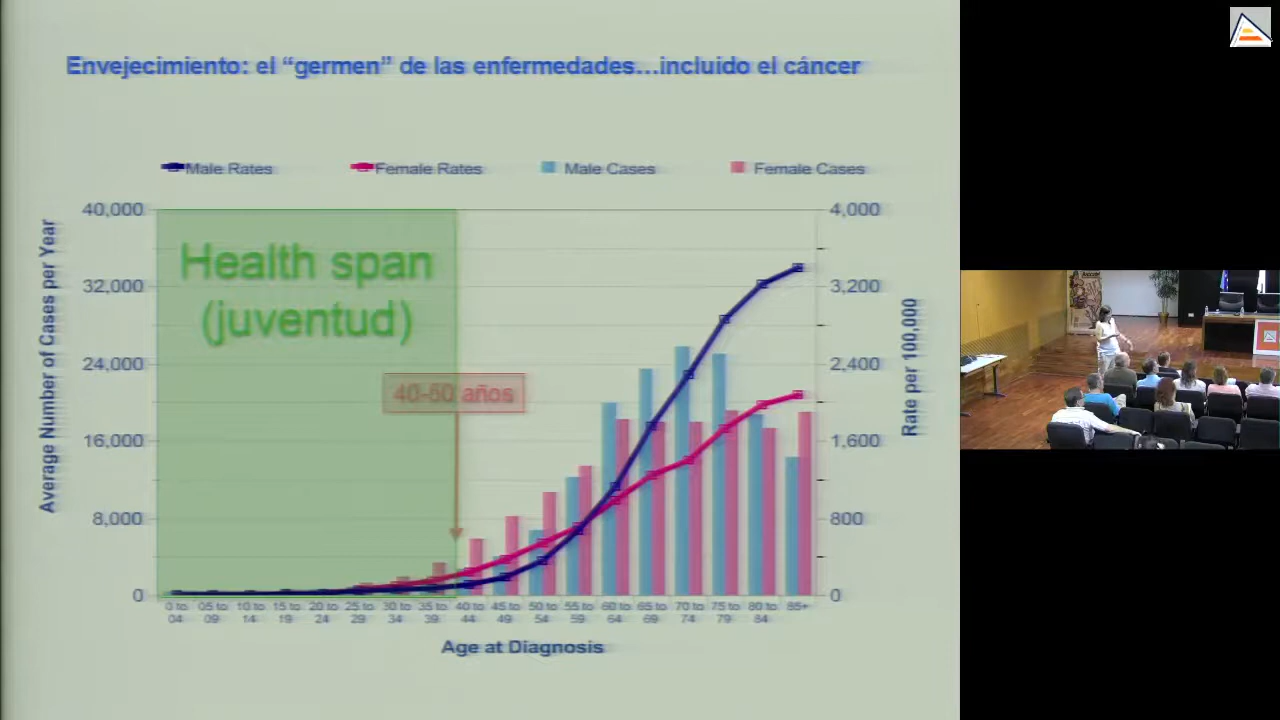 Envejecimiento: el “germen” de las enfermedades…incluido el cáncer
Male Rates
Female Rates
Male Cases
Female Cases
Average Number of Cases per Year
40,000
32,000
24,000
16,000
8,000
0
Health span
(juventud)
40-50 años
4,000
3,200
2,400
1,600
800
0
Rate per 100,000
0 to 04
05 to 09
10 to 14
15 to 19
20 to 24
25 to 29
30 to 34
35 to 39
40 to 44
45 to 49
50 to 54
55 to 59
60 to 64
65 to 69
70 to 74
75 to 79
80 to 84
85+
Age at Diagnosis